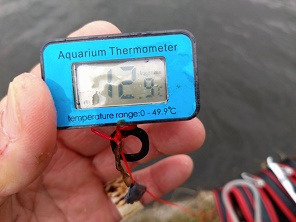 Aquarium Thermometer
12.9°C
temperature range:0 - 49.9°C